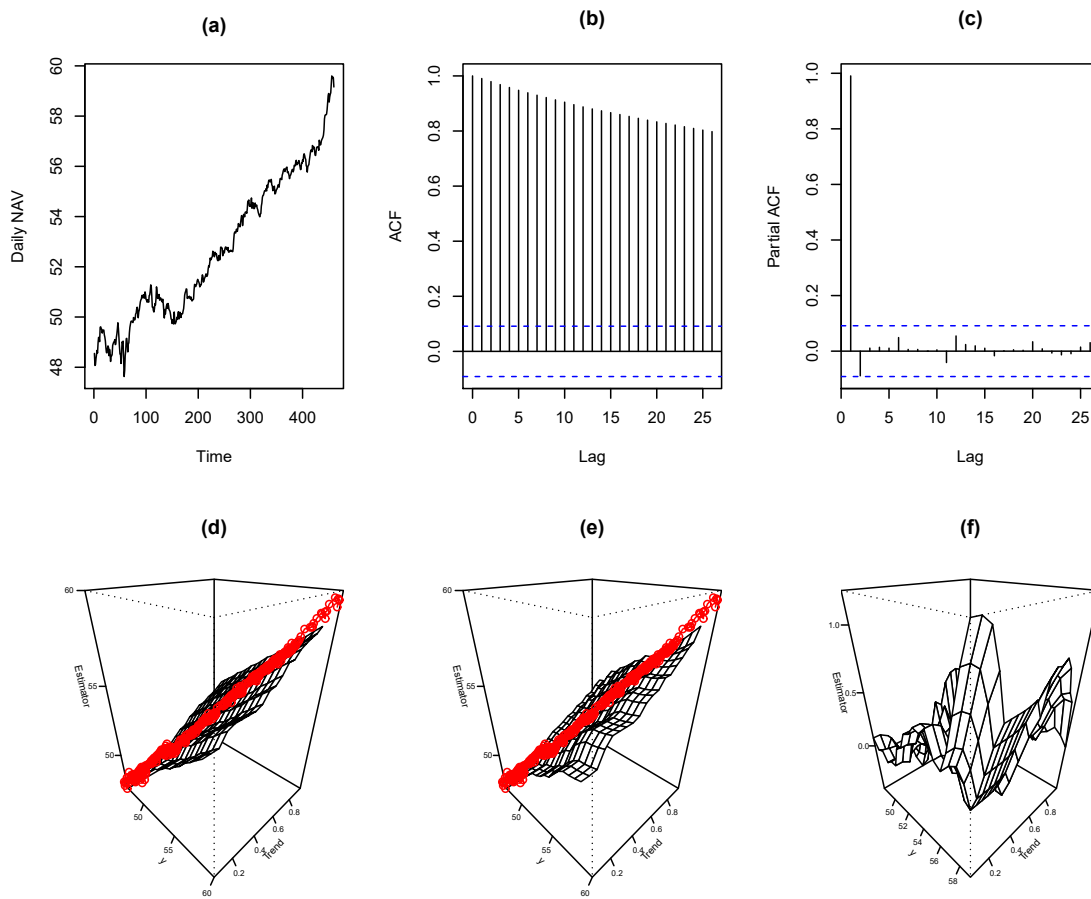 (a)
Daily NAV
60
58
56
54
52
50
48
0 100 200 300 400
Time
(b)
ACF
1.0
0.8
0.6
0.4
0.2
0.0
0 5 10 15 20 25
Lag
(c)
Partial ACF
1.0
0.8
0.6
0.4
0.2
0.0
0 5 10 15 20 25
Lag
(d)
60
55
50
Estimator
50
55
60
Y
0.2
0.4
0.6
0.8
Trend
(e)
60
55
50
Estimator
50
55
60
Y
0.2
0.4
0.6
0.8
Trend
(f)
1.0
0.5
0.0
Estimator
50
52
54
56
58
Y
0.2
0.4
0.6
0.8
Trend